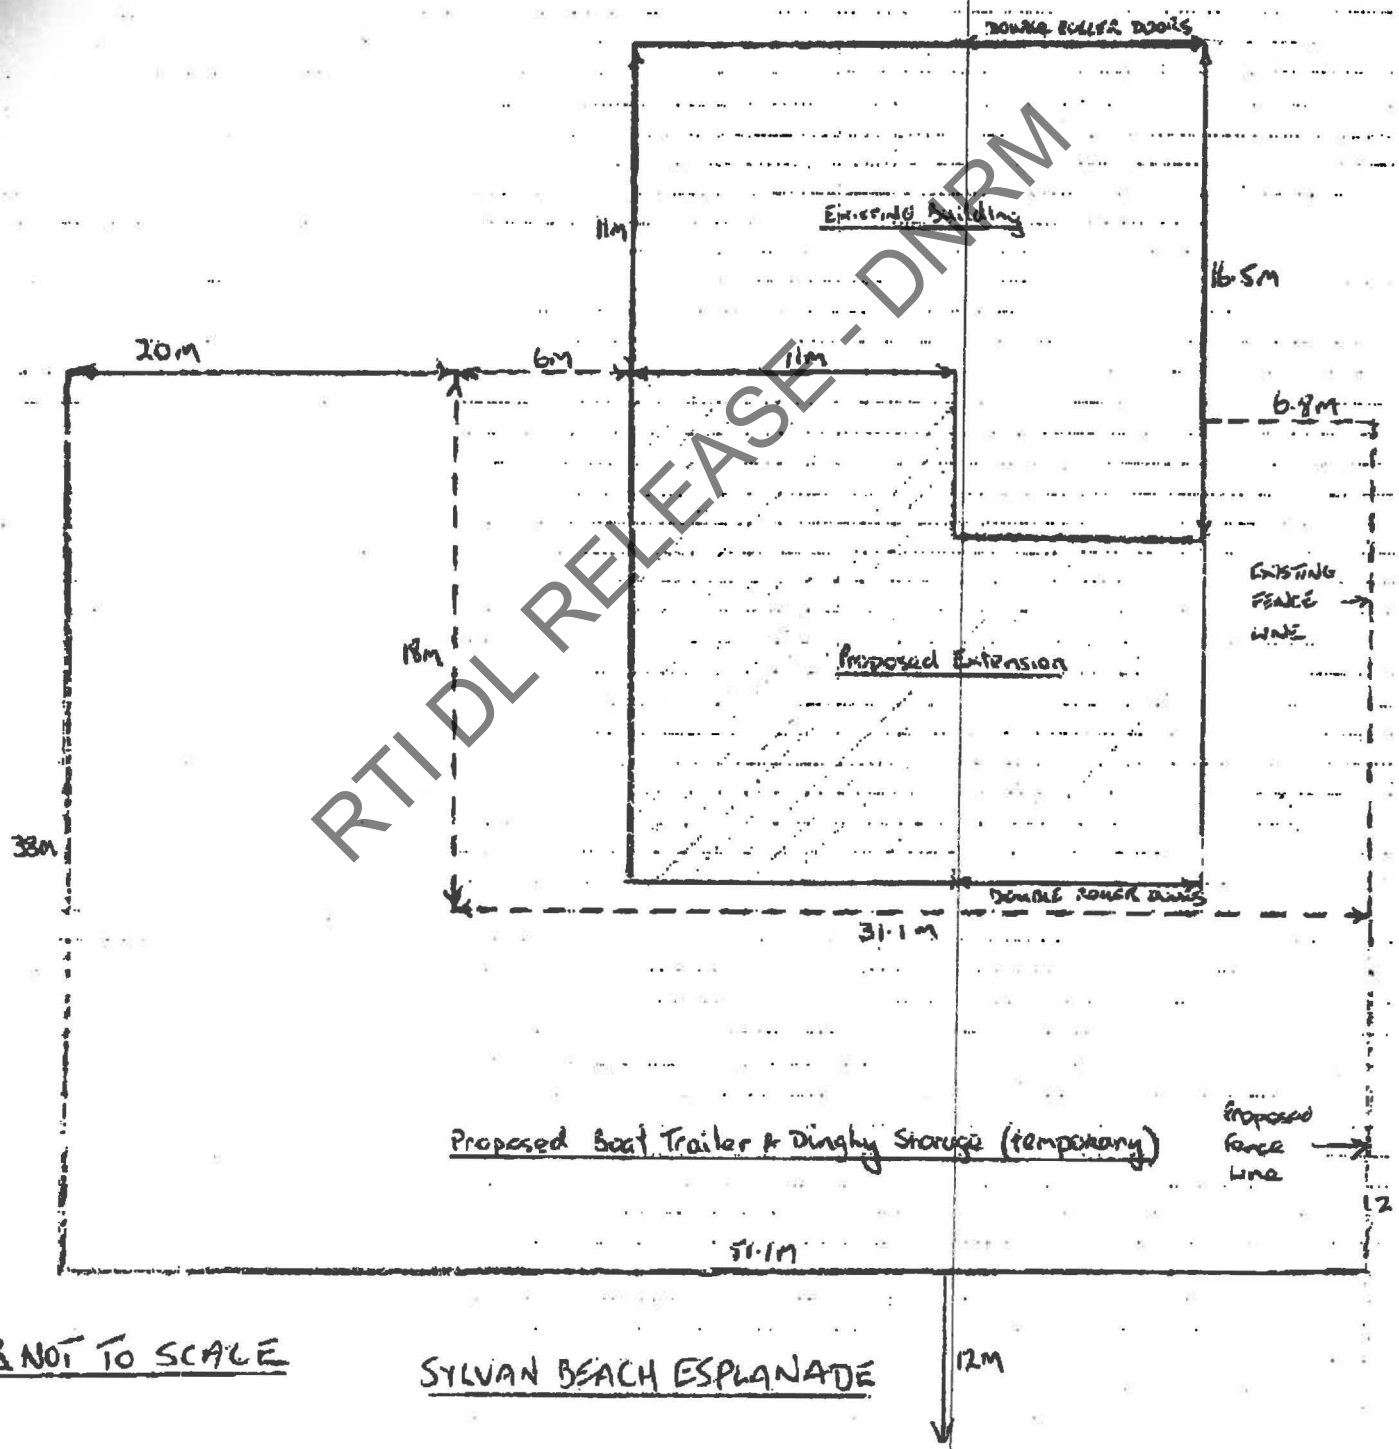 DOUBLE ROLLER DOORS
Existing Building
11M
16.5M
20M
6M
11M
6.8M
EXISTING
FENCE
LINE
18M
Proposed Extension
RTI DL RELEASE - DNRM
DOUBLE ROLLER DOORS
31.1M
Proposed Boat Trailer & Dinghy Storage (temporary)
Proposed
Fence
Line
12
51.1M
NOT TO SCALE
SYLVAN BEACH ESPLANADE
12M